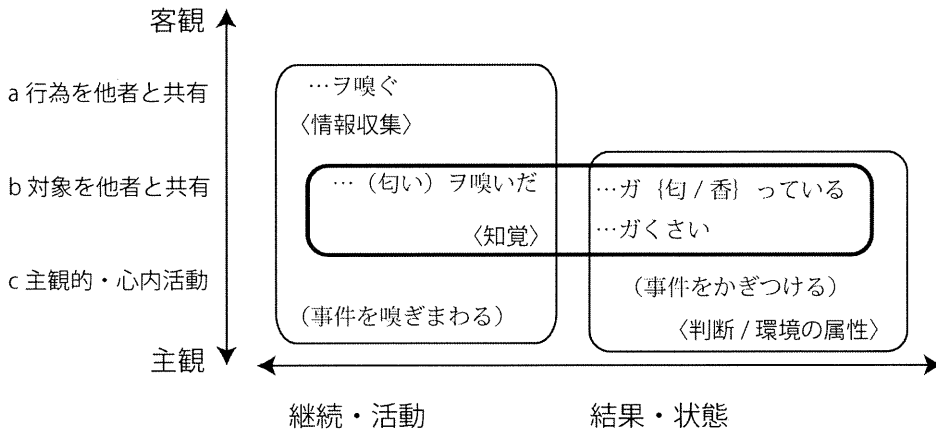 客観
a 行為を他者と共有
…ヲ嗅ぐ
〈情報収集〉
b 対象を他者と共有
…（匂い）ヲ嗅いだ
〈知覚〉
…ガ｛匂 / 香｝っている
…ガくさい
c 主観的・心内活動
（事件を嗅ぎまわる）
（事件をかぎつける）
〈判断 / 環境の属性〉
主観
継続・活動
結果・状態